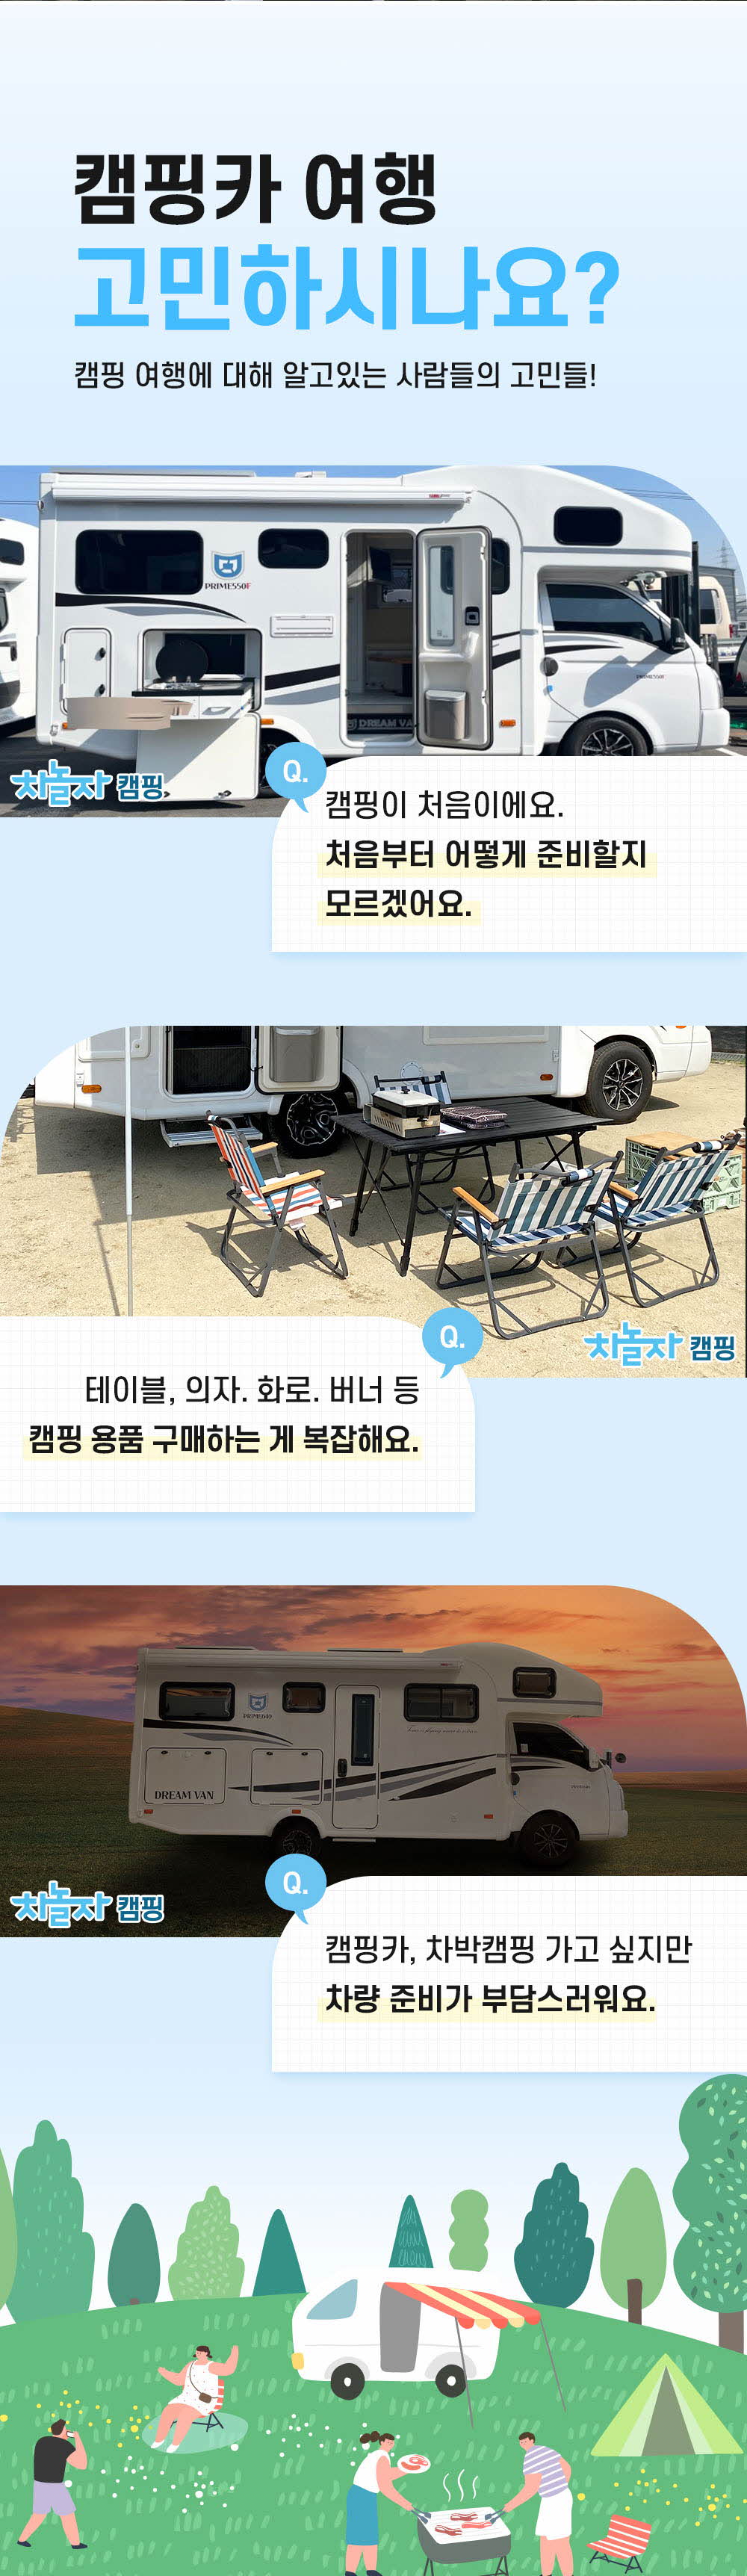 캠핑카 여행
고민하시나요?
캠핑 여행에 대해 알고있는 사람들의 고민들!
PRIME550F
DREAM VAN
차놀자 캠핑
Q.
캠핑이 처음이에요.
처음부터 어떻게 준비할지
모르겠어요.
차놀자 캠핑
Q.
테이블, 의자. 화로. 버너 등
캠핑 용품 구매하는 게 복잡해요.
DREAM VAN
차놀자 캠핑
Q.
캠핑카, 차박캠핑 가고 싶지만
차량 준비가 부담스러워요.